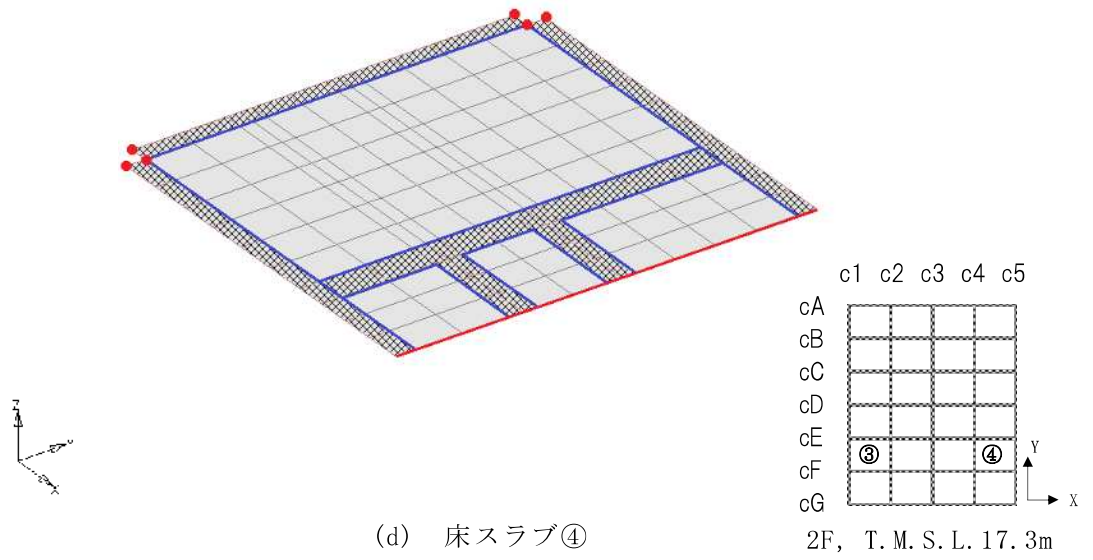 c1 c2 c3 c4 c5
cA
cB
cC
cD
cE
cF
cG
③ ④
Y
X
Z
X
(d) 床スラブ④
2F, T.M.S.L.17.3m